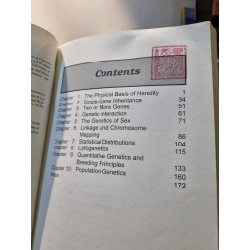 Contents
Chapter 1: The Physical Basis of Heredity 1
Chapter 2: Single-Gene Inheritance 34
Chapter 3: Two or More Genes 51
Chapter 4: Genetic Interaction 61
Chapter 5: The Genetics of Sex 71
Chapter 6: Linkage and Chromosome
Mapping 86
Chapter 7: Statistical Distributions 104
Chapter 8: Cytogenetics 115
Chapter 9: Quantitative Genetics and
Breeding Principles 133
Chapter 10: Population Genetics 160
Index 172